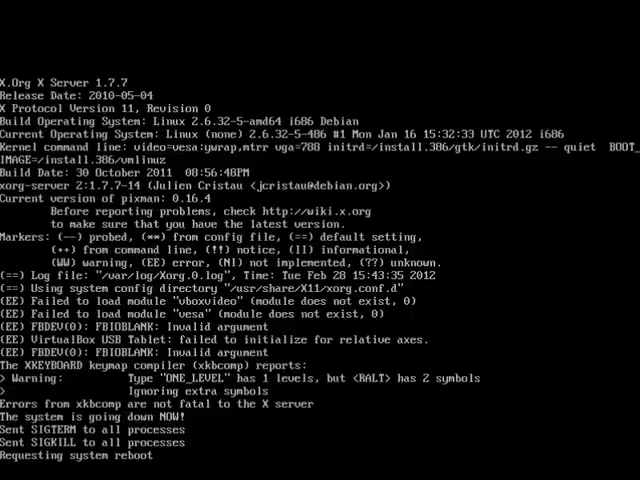 X.Org X Server 1.7.7
Release Date: 2010-05-04
X Protocol Version 11, Revision 0
Build Operating System: Linux 2.6.32-5-amd64 i686 Debian
Current Operating System: Linux (none) 2.6.32-5-486 #1 Mon Jan 16 15:32:33 UTC 2012 i686
Kernel command line: video=vesa:ywrap,mtrr vga=788 initrd=/install.386/gtk/initrd.gz -- quiet  BOOT_
IMAGE=/install.386/vmlinuz
Build Date: 30 October 2011  08:56:48PM
xorg-server 2:1.7.7-14 (Julien Cristau <jcristau@debian.org>)
Current version of pixman: 0.16.4
Before reporting problems, check http://wiki.x.org
to make sure that you have the latest version.
Markers: (--) probed, (**) from config file, (==) default setting,
(++) from command line, (!!) notice, (II) informational,
(WW) warning, (EE) error, (NI) not implemented, (??) unknown.
(==) Log file: "/var/log/Xorg.0.log", Time: Tue Feb 28 15:43:35 2012
(==) Using system config directory "/usr/share/X11/xorg.conf.d"
(EE) Failed to load module "vboxvideo" (module does not exist, 0)
(EE) Failed to load module "vesa" (module does not exist, 0)
(EE) FBDEV(0): FBIOBLANK: Invalid argument
(EE) VirtualBox USB Tablet: failed to initialize for relative axes.
(EE) FBDEV(0): FBIOBLANK: Invalid argument
The XKEYBOARD keymap compiler (xkbcomp) reports:
> Warning:          Type "ONE_LEVEL" has 1 levels, but <RALT> has 2 symbols
>                   Ignoring extra symbols
Errors from xkbcomp are not fatal to the X server
The system is going down NOW!
Sent SIGTERM to all processes
Sent SIGKILL to all processes
Requesting system reboot